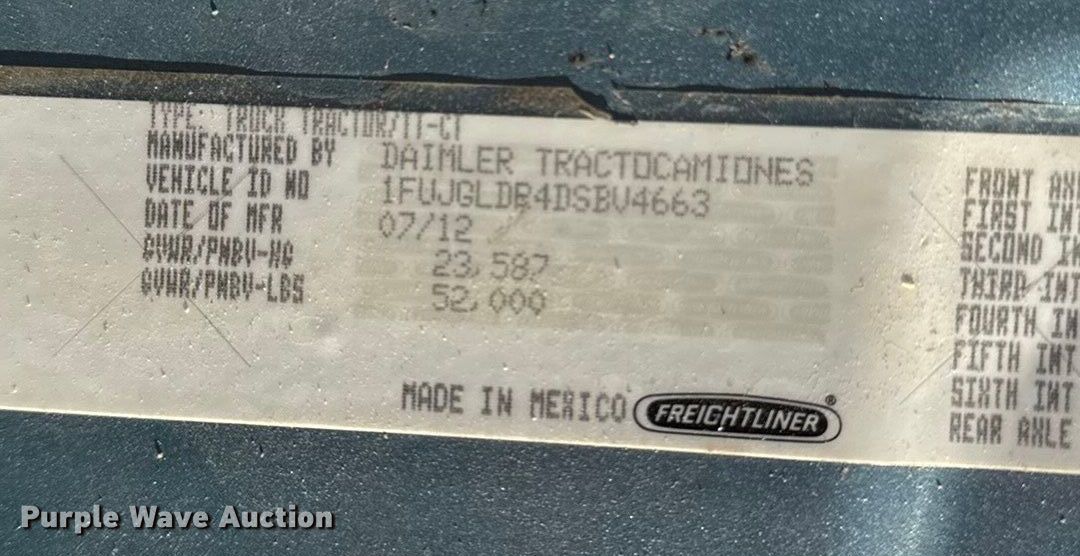 TYPE: TRUCK TRACTOR/TT-CT
MANUFACTURED BY DAIMLER TRACTOCAMIONES
VEHICLE ID NO 1FUJGLDR4DSBV4663
DATE OF MFR 07/12
GVWR/PNBV-KG 23,587
GVWR/PNBV-LBS 52,000
MADE IN MEXICO FREIGHTLINER®
FRONT AX
FIRST INT
SECOND IN
THIRD INT
FOURTH IN
FIFTH INT
SIXTH INT
REAR AXLE
Purple Wave Auction